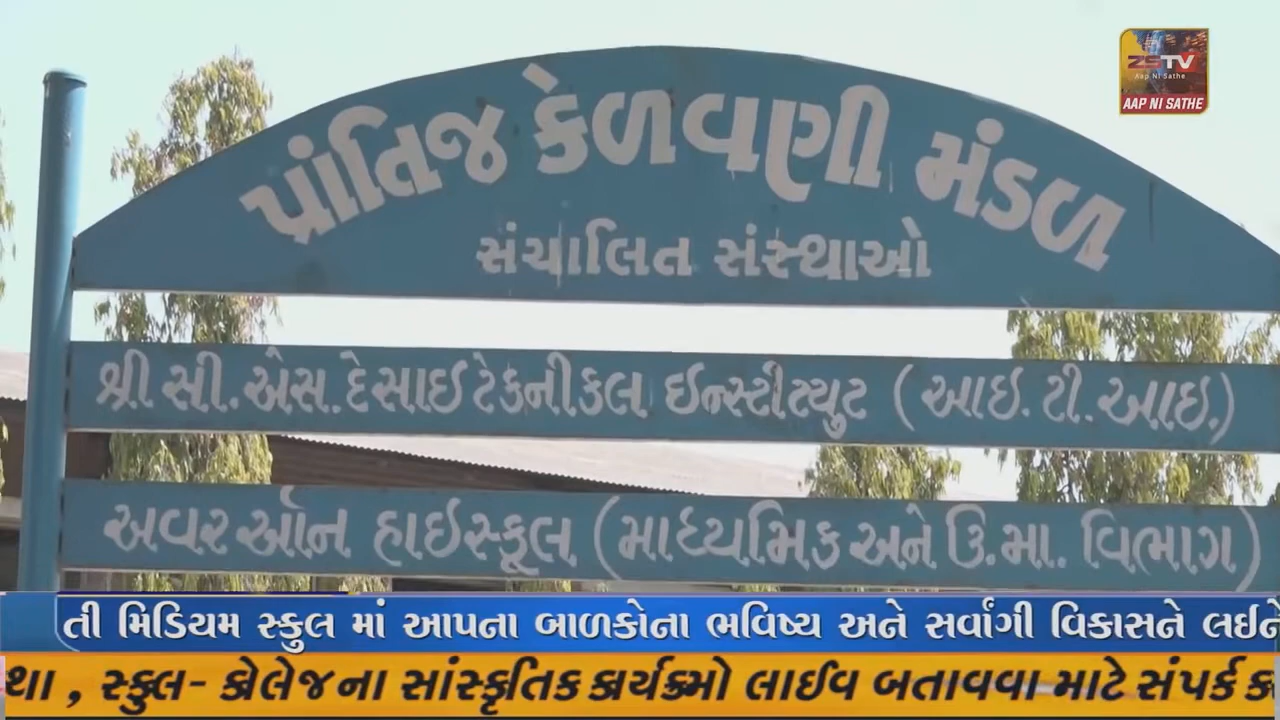 ZSTV
Aap Ni Sathe
AAP NI SATHE
પ્રાંતિજ કેળવણી મંડળ
સંચાલિત સંસ્થાઓ
શ્રી સી. એસ. દેસાઈ ટેકનીકલ ઇન્સ્ટીટ્યુટ (આઇ. ટી. આઇ.)
અવર ઑન હાઇસ્કૂલ (માધ્યમિક અને ઉ. મા. વિભાગ)
તી મિડિયમ સ્કુલ માં આપના બાળકોના ભવિષ્ય અને સર્વાંગી વિકાસને લઈને
થા , સ્કુલ- કોલેજના સાંસ્કૃતિક કાર્યક્રમો લાઈવ બતાવવા માટે સંપર્ક ક